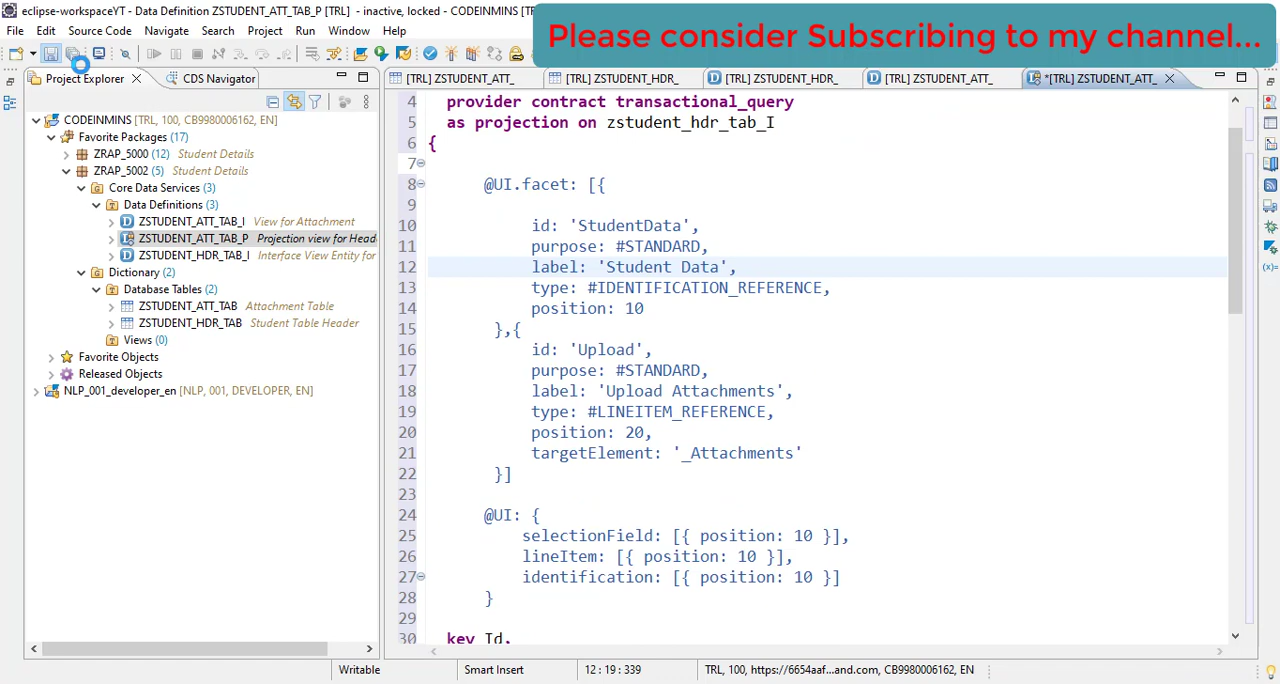 eclipse-workspaceYT - Data Definition ZSTUDENT_ATT_TAB_P [TRL] - inactive, locked - CODEINMINS
Please consider Subscribing to my channel...
File Edit Source Code Navigate Search Project Run Window Help
Project Explorer CDS Navigator
[TRL] ZSTUDENT_ATT_ [TRL] ZSTUDENT_HDR_ [TRL] ZSTUDENT_HDR_ [TRL] ZSTUDENT_ATT_ *[TRL] ZSTUDENT_ATT_
CODEINMINS [TRL, 100, CB9980006162, EN]
Favorite Packages (17)
ZRAP_5000 (12) Student Details
ZRAP_5002 (5) Student Details
Core Data Services (3)
Data Definitions (3)
ZSTUDENT_ATT_TAB_I View for Attachment
ZSTUDENT_ATT_TAB_P Projection view for Heade
ZSTUDENT_HDR_TAB_I Interface View Entity for
Dictionary (2)
Database Tables (2)
ZSTUDENT_ATT_TAB Attachment Table
ZSTUDENT_HDR_TAB Student Table Header
Views (0)
Favorite Objects
Released Objects
NLP_001_developer_en [NLP, 001, DEVELOPER, EN]
4 provider contract transactional_query
5 as projection on zstudent_hdr_tab_I
6 {
7
8 @UI.facet: [{
9
10 id: 'StudentData',
11 purpose: #STANDARD,
12 label: 'Student Data',
13 type: #IDENTIFICATION_REFERENCE,
14 position: 10
15 },{
16 id: 'Upload',
17 purpose: #STANDARD,
18 label: 'Upload Attachments',
19 type: #LINEITEM_REFERENCE,
20 position: 20,
21 targetElement: '_Attachments'
22 }]
23
24 @UI: {
25 selectionField: [{ position: 10 }],
26 lineItem: [{ position: 10 }],
27 identification: [{ position: 10 }]
28 }
29
30 key Id,
Writable Smart Insert 12 : 19 : 339 TRL, 100, https://6654aaf...and.com, CB9980006162, EN